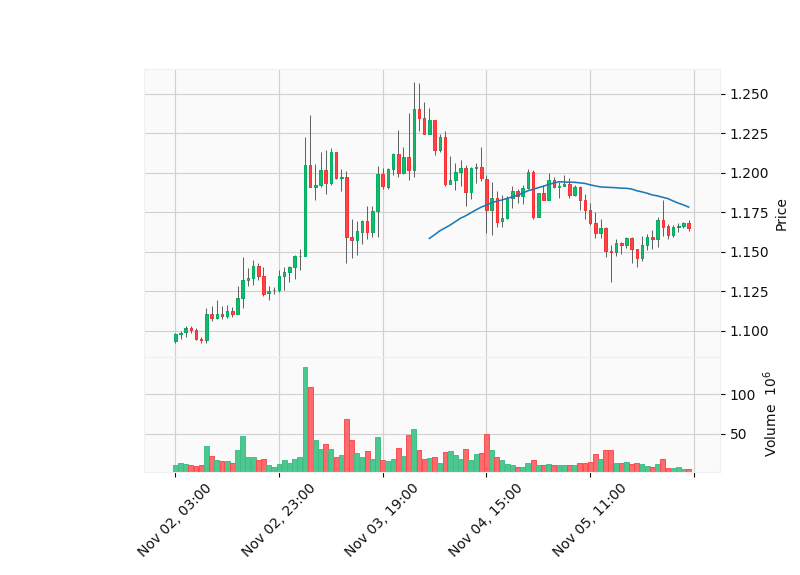 1.250
1.225
1.200
1.175
1.150
1.125
1.100
Price
100
50
Volume 10⁶
Nov 02, 03:00
Nov 02, 23:00
Nov 03, 19:00
Nov 04, 15:00
Nov 05, 11:00